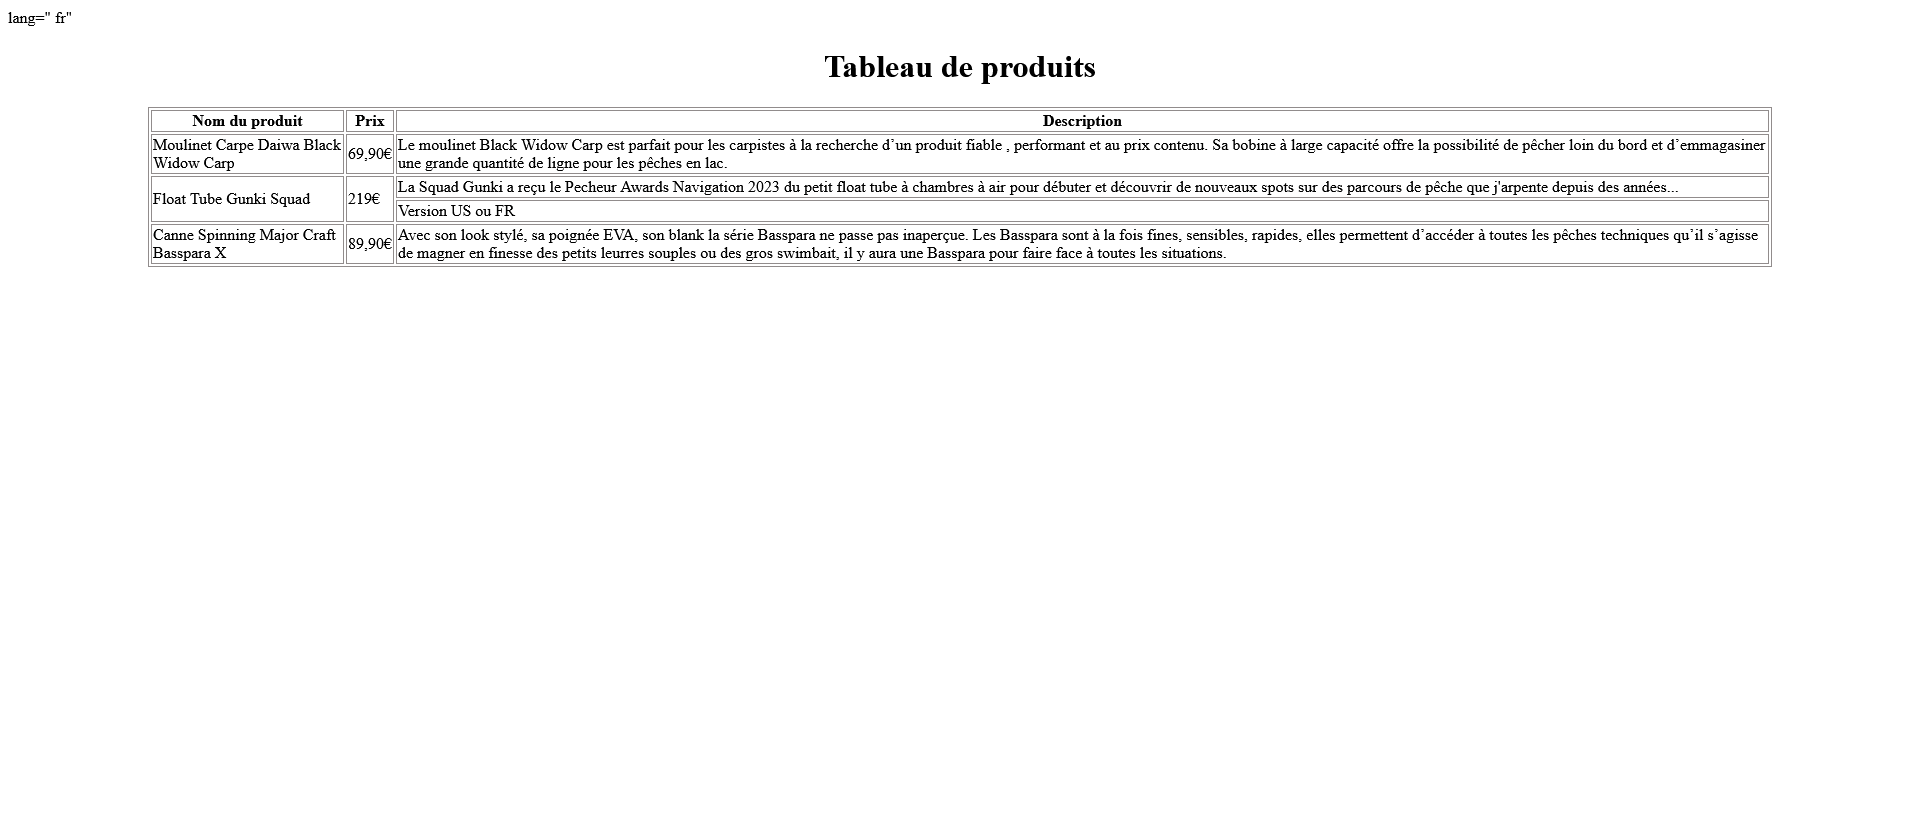 lang=" fr"
Tableau de produits
Nom du produit Prix Description
Moulinet Carpe Daiwa Black
Widow Carp
69,90€
Le moulinet Black Widow Carp est parfait pour les carpistes à la recherche d’un produit fiable , performant et au prix contenu. Sa bobine à large capacité offre la possibilité de pêcher loin du bord et d’emmagasiner
une grande quantité de ligne pour les pêches en lac.
Float Tube Gunki Squad
219€
La Squad Gunki a reçu le Pecheur Awards Navigation 2023 du petit float tube à chambres à air pour débuter et découvrir de nouveaux spots sur des parcours de pêche que j'arpente depuis des années...
Version US ou FR
Canne Spinning Major Craft
Basspara X
89,90€
Avec son look stylé, sa poignée EVA, son blank la série Basspara ne passe pas inaperçue. Les Basspara sont à la fois fines, sensibles, rapides, elles permettent d’accéder à toutes les pêches techniques qu’il s’agisse
de magner en finesse des petits leurres souples ou des gros swimbait, il y aura une Basspara pour faire face à toutes les situations.